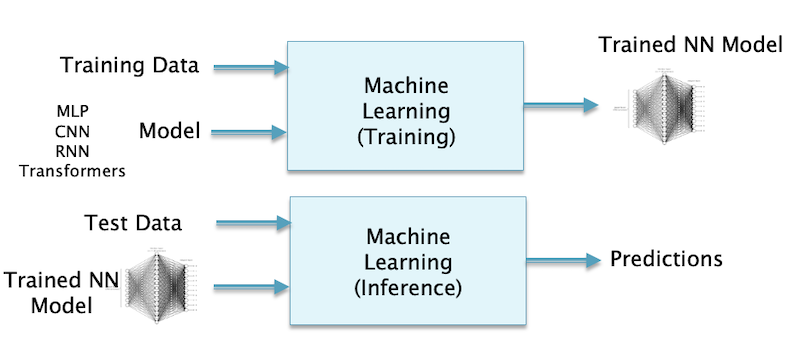 Trained NN Model
Training Data
Machine
Learning
(Training)
MLP
CNN
RNN
Transformers
Model
Test Data
Machine
Learning
(Inference)
Trained NN
Model
Predictions